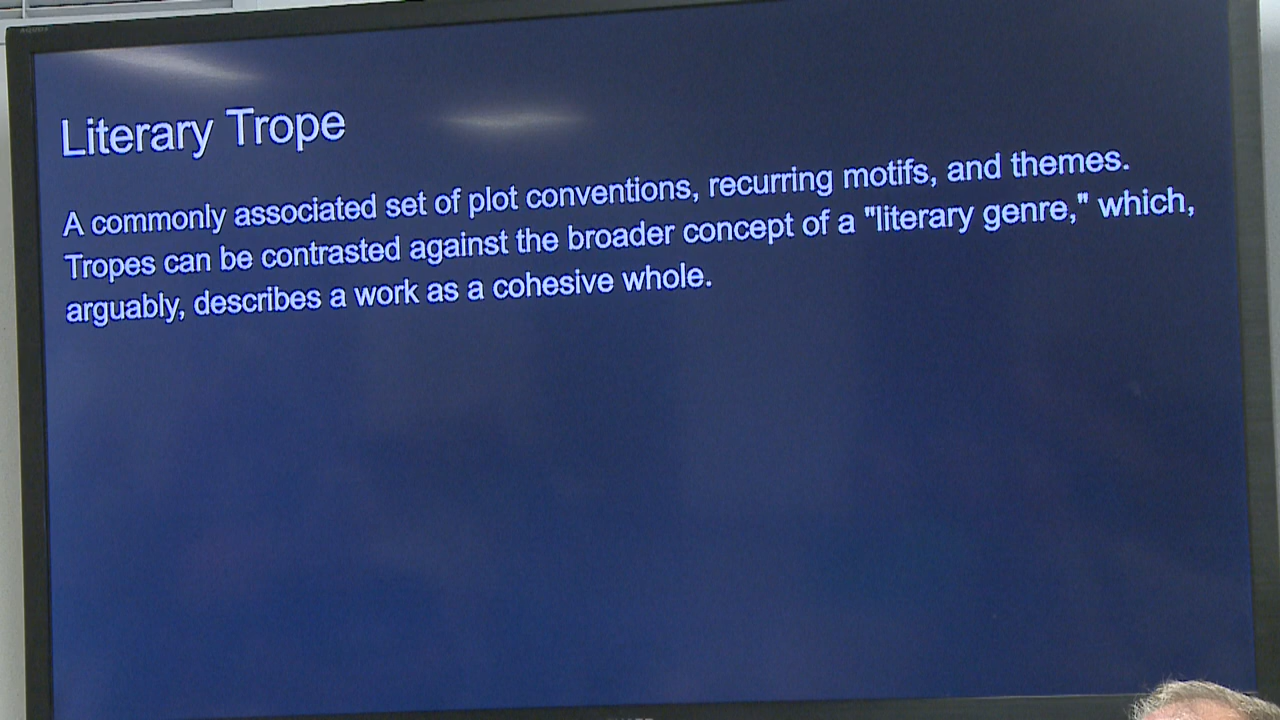 Literary Trope
A commonly associated set of plot conventions, recurring motifs, and themes.
Tropes can be contrasted against the broader concept of a "literary genre," which,
arguably, describes a work as a cohesive whole.